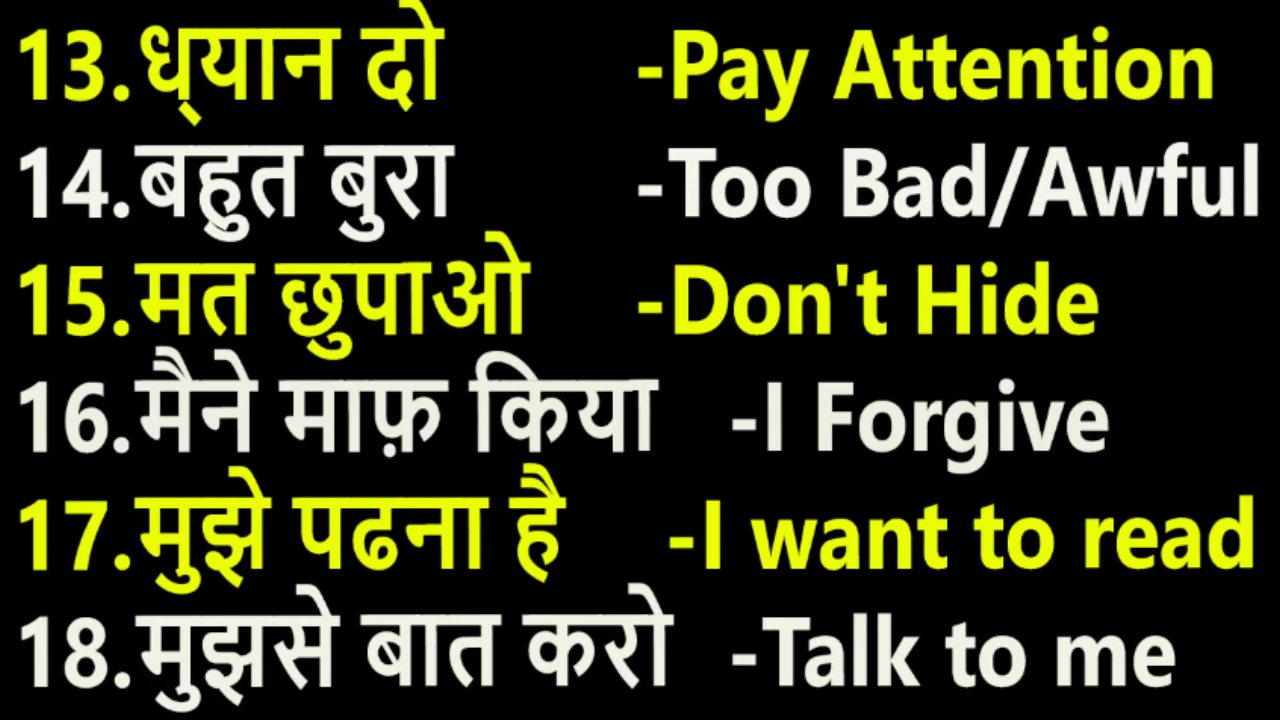 13.ध्‌यान दो -Pay Attention
14.बहुत बुरा -Too Bad/Awful
15.मत छुपाओ -Don't Hide
16.मैने माफ़ किया -I Forgive
17.मुझे पढना है -I want to read
18.मुझसे बात करो -Talk to me